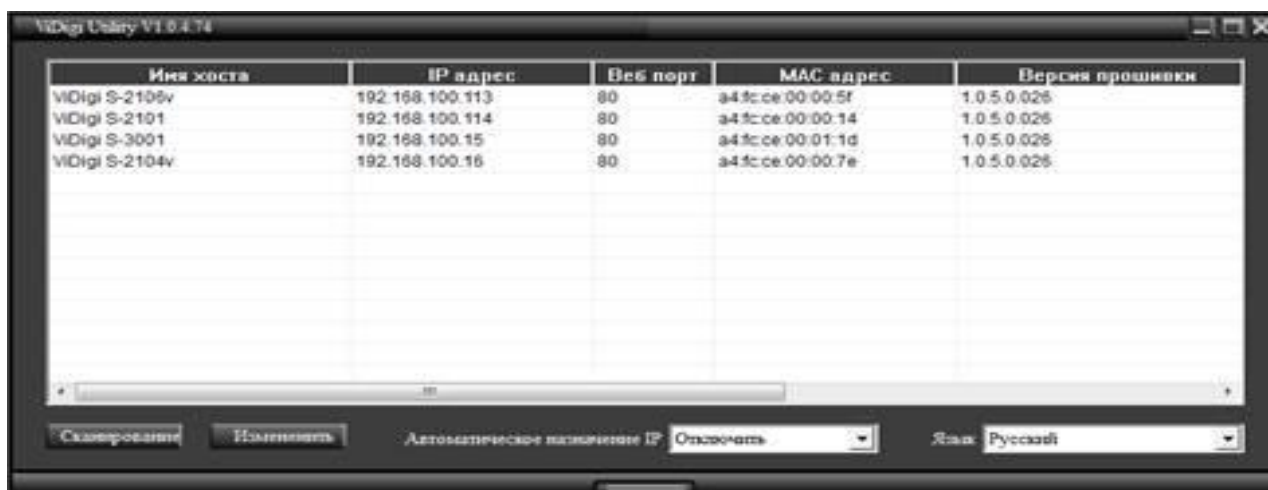 ViDigi Utility V1.0.4.74
Имя хоста IP адрес Веб порт MAC адрес Версия прошивки
ViDigi S-2106v 192.168.100.113 80 a4:fc:ce:00:00:5f 1.0.5.0.026
ViDigi S-2101 192.168.100.114 80 a4:fc:ce:00:00:14 1.0.5.0.026
ViDigi S-3001 192.168.100.15 80 a4:fc:ce:00:01:1d 1.0.5.0.026
ViDigi S-2104v 192.168.100.16 80 a4:fc:ce:00:00:7e 1.0.5.0.026
Сканирование Изменить Автоматическое назначение IP Отключить Язык Русский